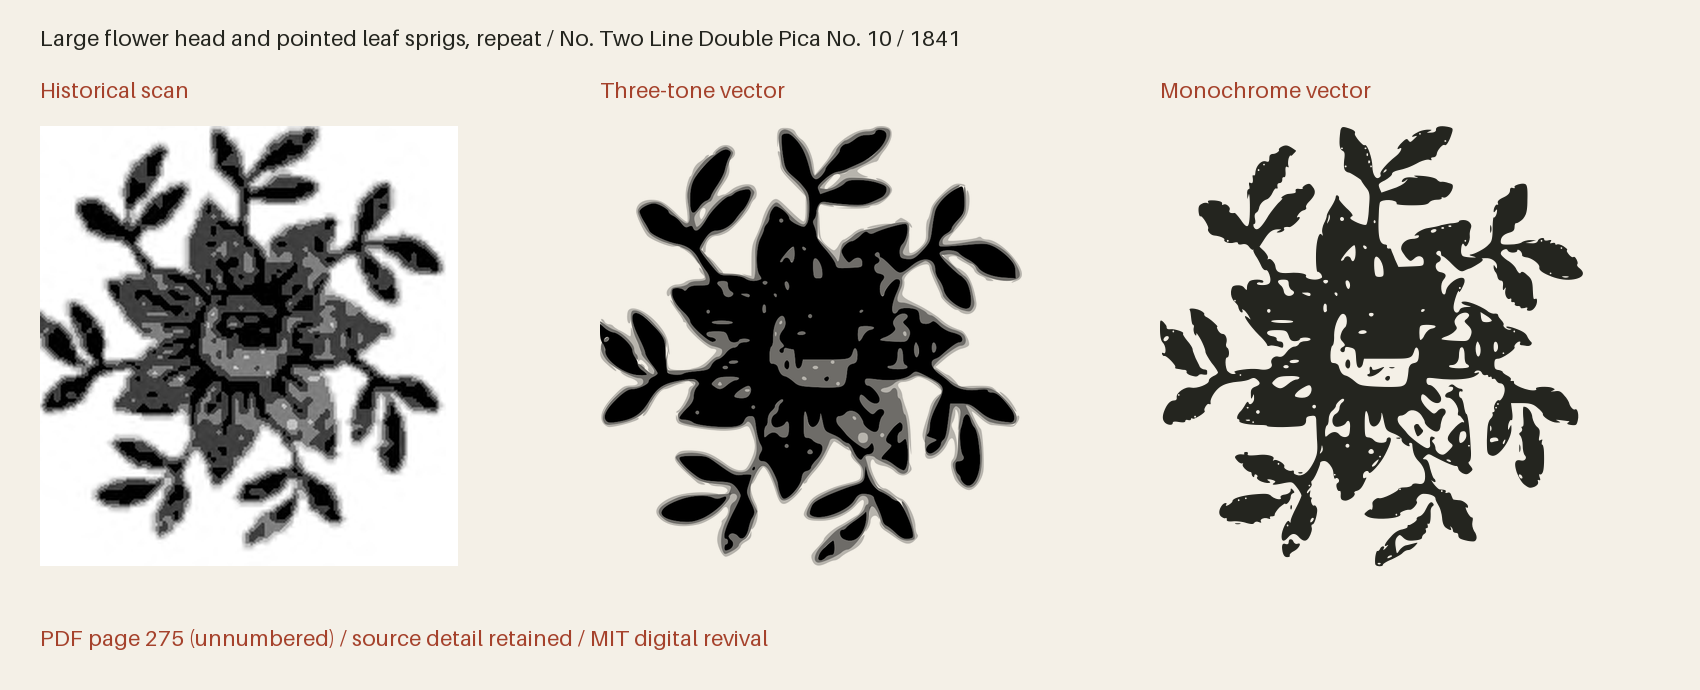 Large flower head and pointed leaf sprigs, repeat / No. Two Line Double Pica No. 10 / 1841
Historical scan
Three-tone vector
Monochrome vector
PDF page 275 (unnumbered) / source detail retained / MIT digital revival